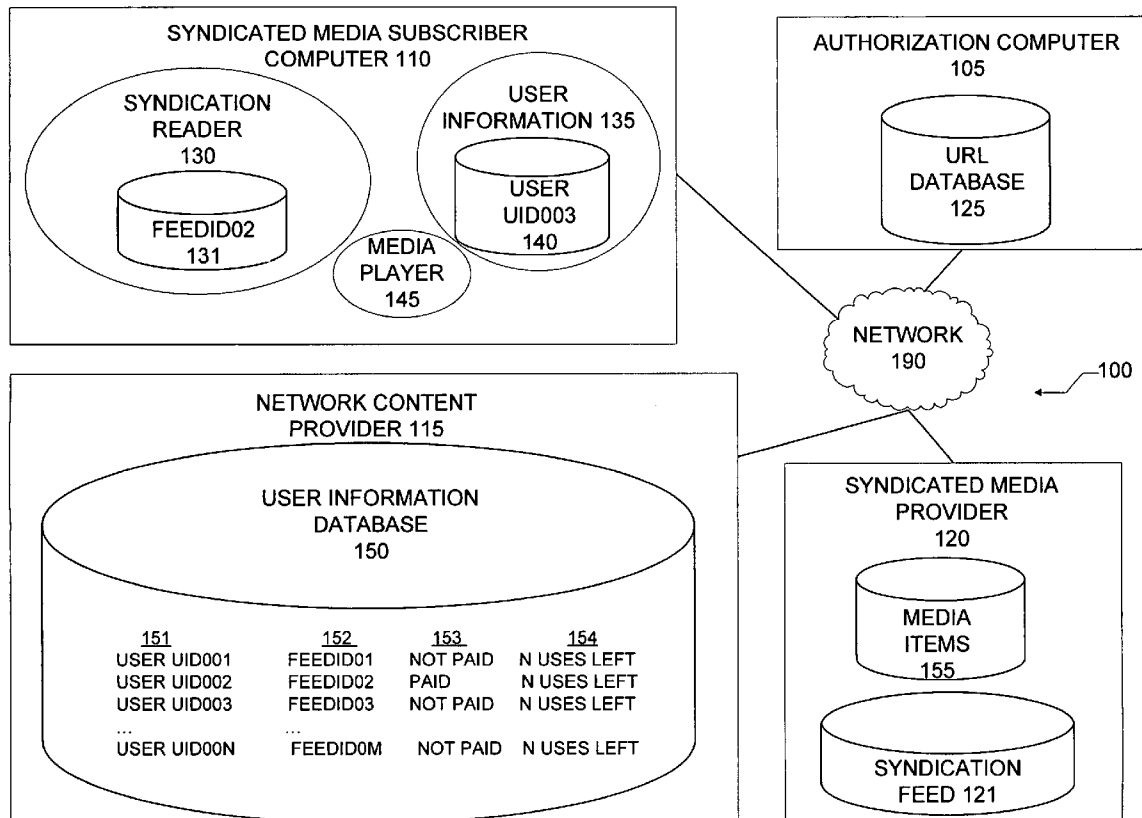 SYNDICATED MEDIA SUBSCRIBER
COMPUTER 110
SYNDICATION
READER
130
FEEDID02
131
USER
INFORMATION 135
USER
UID003
140
MEDIA
PLAYER
145
AUTHORIZATION COMPUTER
105
URL
DATABASE
125
NETWORK
190
100
NETWORK CONTENT
PROVIDER 115
USER INFORMATION
DATABASE
150
151 152 153 154
USER UID001 FEEDID01 NOT PAID N USES LEFT
USER UID002 FEEDID02 PAID N USES LEFT
USER UID003 FEEDID03 NOT PAID N USES LEFT
... ...
USER UID00N FEEDID0M NOT PAID N USES LEFT
SYNDICATED MEDIA
PROVIDER
120
MEDIA
ITEMS
155
SYNDICATION
FEED 121